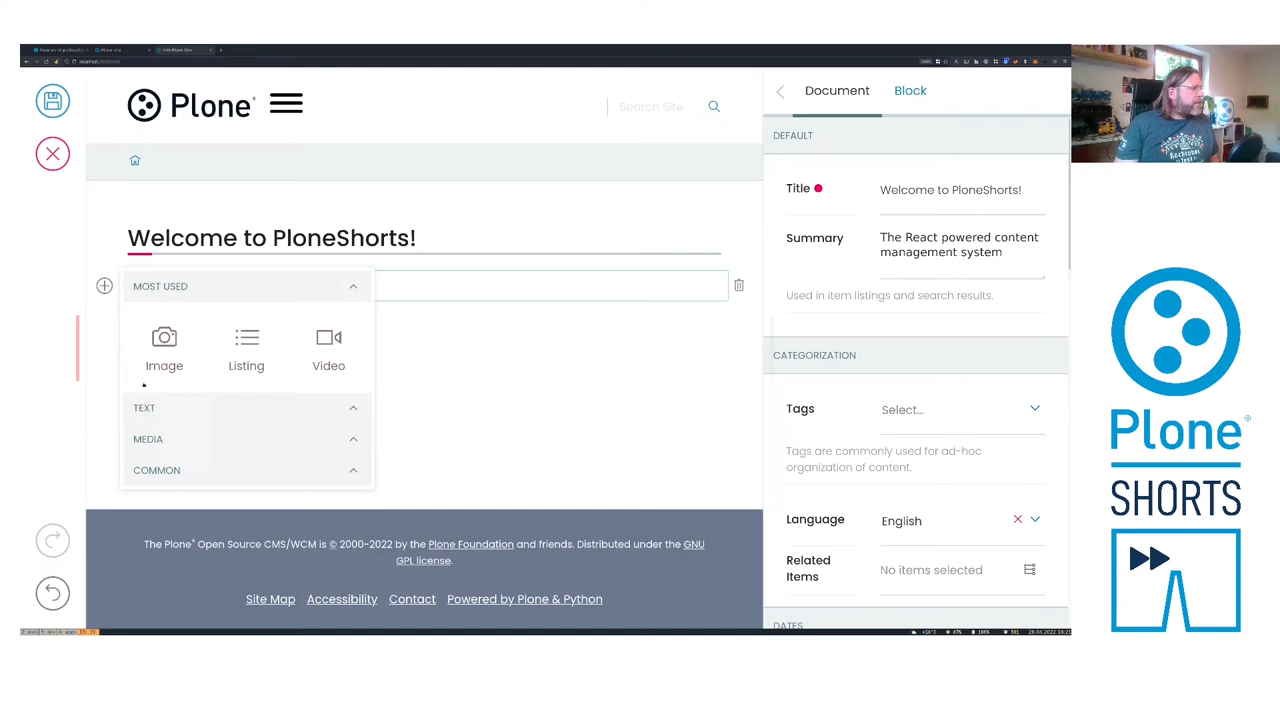 Plone
Search Site
Document
Block
DEFAULT
Title
Welcome to PloneShorts!
Summary
The React powered content
management system
Used in item listings and search results.
Welcome to PloneShorts!
MOST USED
Image
Listing
Video
TEXT
MEDIA
COMMON
CATEGORIZATION
Tags
Select...
Tags are commonly used for ad-hoc
organization of content.
Language
English
Related
Items
No items selected
DATES
The Plone® Open Source CMS/WCM is © 2000-2022 by the Plone Foundation and friends. Distributed under the GNU
GPL license.
Site Map
Accessibility
Contact
Powered by Plone & Python
26.04.2022
Plone®
SHORTS